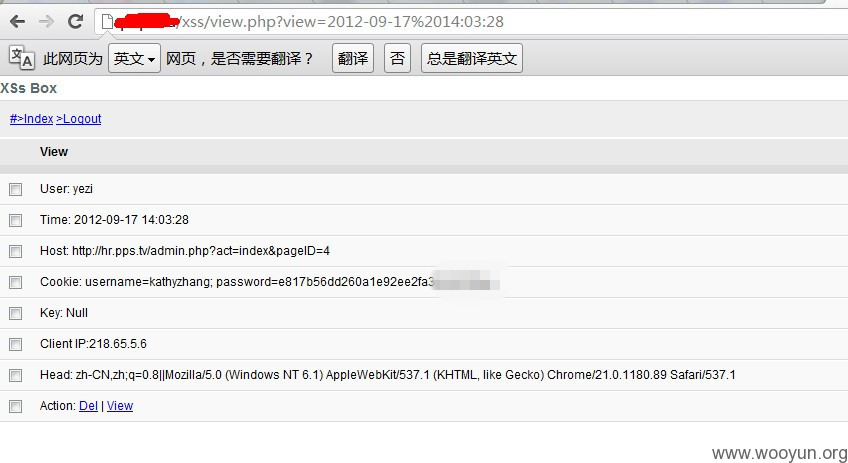 /xss/view.php?view=2012-09-17%2014:03:28
此网页为 英文 网页，是否需要翻译？ 翻译 否 总是翻译英文
XSs Box
#>Index >Logout
View
User: yezi
Time: 2012-09-17 14:03:28
Host: http://hr.pps.tv/admin.php?act=index&pageID=4
Cookie: username=kathyzhang; password=e817b56dd260a1e92ee2fa3
Key: Null
Client IP:218.65.5.6
Head: zh-CN,zh;q=0.8||Mozilla/5.0 (Windows NT 6.1) AppleWebKit/537.1 (KHTML, like Gecko) Chrome/21.0.1180.89 Safari/537.1
Action: Del | View
www.wooyun.org